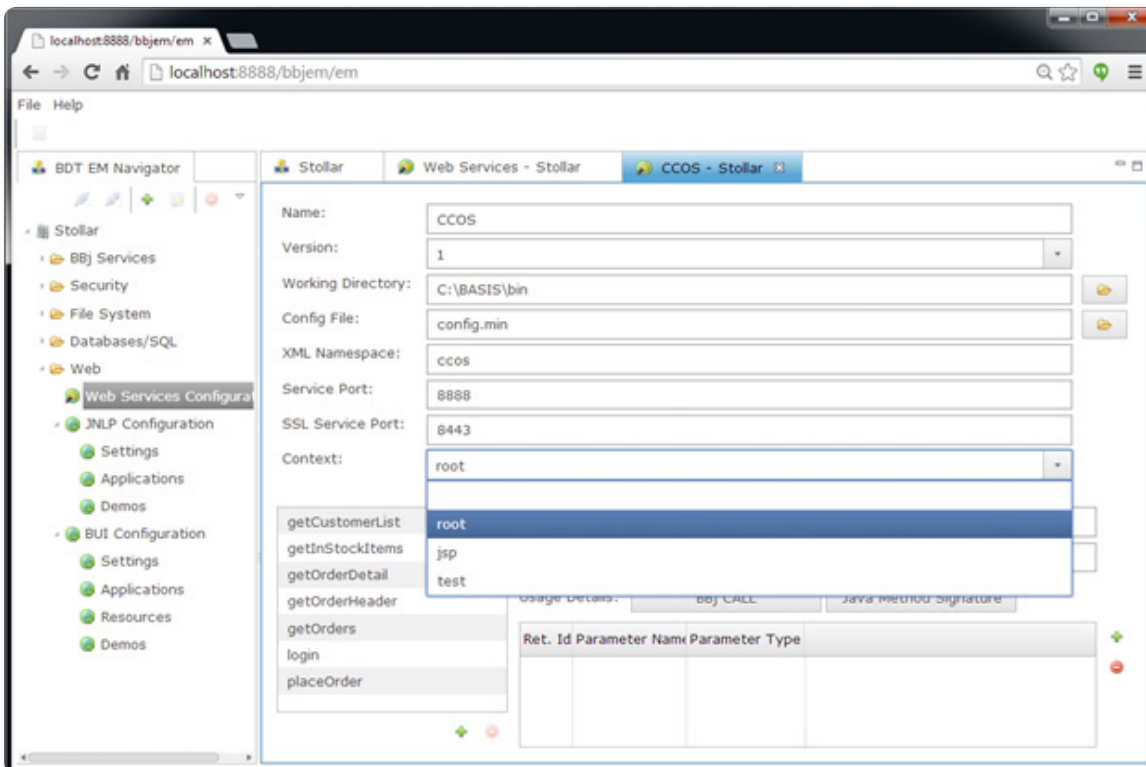 localhost:8888/bbjem/em
localhost:8888/bbjem/em
File Help
BDT EM Navigator
Stollar
Web Services - Stollar
CCOS - Stollar
Stollar
BBj Services
Security
File System
Databases/SQL
Web
Web Services Configurat
JNLP Configuration
Settings
Applications
Demos
BUI Configuration
Settings
Applications
Resources
Demos
Name: CCOS
Version: 1
Working Directory: C:\BASIS\bin
Config File: config.min
XML Namespace: ccos
Service Port: 8888
SSL Service Port: 8443
Context: root
root
jsp
test
getCustomerList
getInStockItems
getOrderDetail
getOrderHeader
getOrders
login
placeOrder
Usage Details: BBj CALL Java Method Signature
Ret. Id Parameter Name Parameter Type